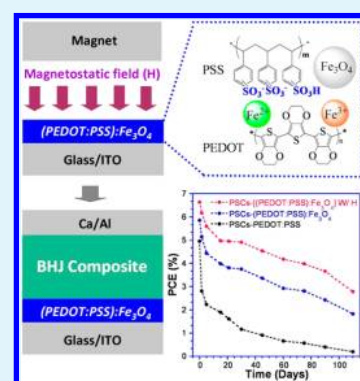 Magnet
Magnetostatic field (H)
(PEDOT:PSS):Fe3O4
Glass/ITO
Ca/Al
BHJ Composite
(PEDOT:PSS):Fe3O4
Glass/ITO
n
m
PSS
SO3⁻ SO3⁻ SO3H
Fe3O4
Fe2+
Fe3+
PEDOT
PSCs-[(PEDOT:PSS):Fe3O4] W/ H
PSCs-(PEDOT:PSS):Fe3O4
PSCs-PEDOT:PSS
PCE (%)
7
6
5
4
3
2
1
0
0 20 40 60 80 100
Time (Days)